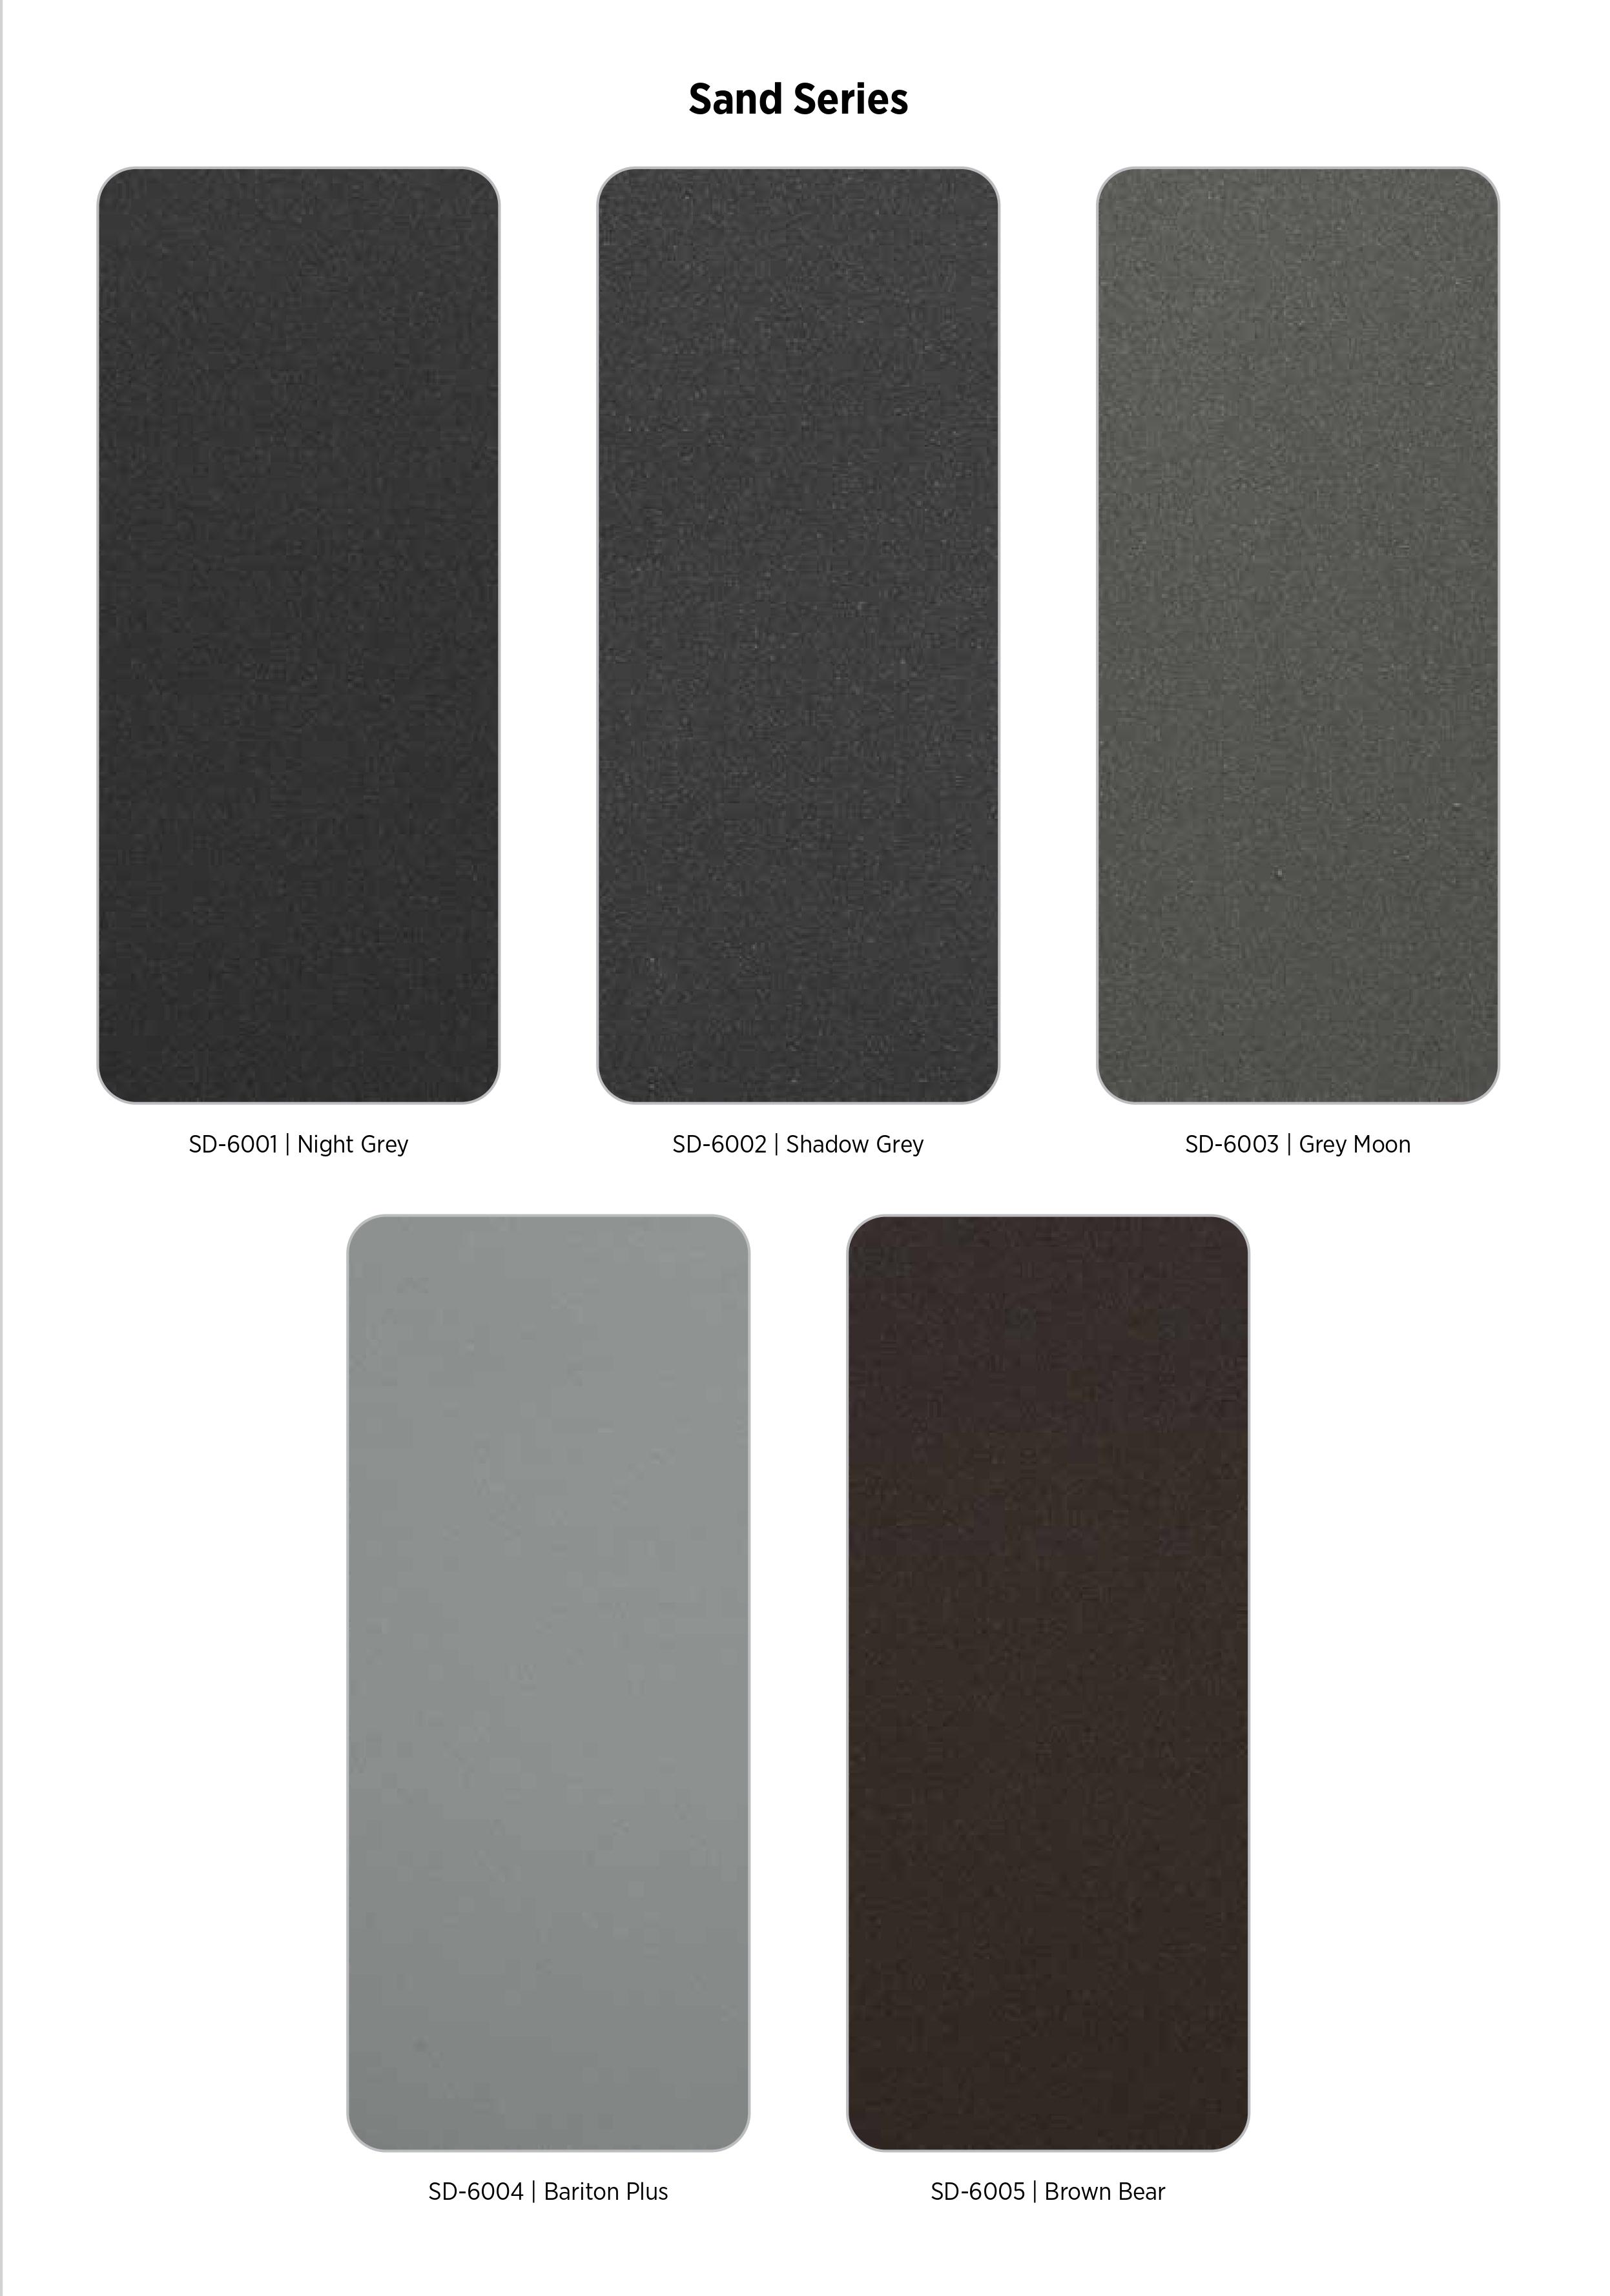 Sand Series
SD-6001 | Night Grey
SD-6002 | Shadow Grey
SD-6003 | Grey Moon
SD-6004 | Bariton Plus
SD-6005 | Brown Bear